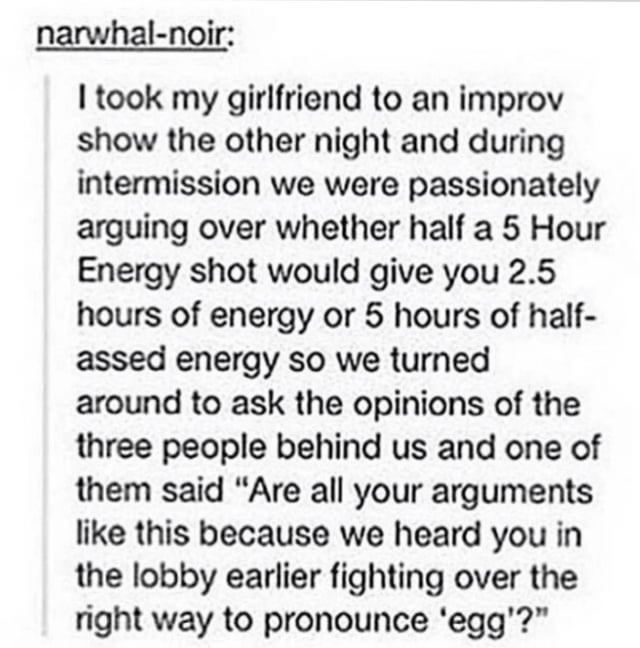 narwhal-noir:
I took my girlfriend to an improv
show the other night and during
intermission we were passionately
arguing over whether half a 5 Hour
Energy shot would give you 2.5
hours of energy or 5 hours of half-
assed energy so we turned
around to ask the opinions of the
three people behind us and one of
them said “Are all your arguments
like this because we heard you in
the lobby earlier fighting over the
right way to pronounce ‘egg’?”